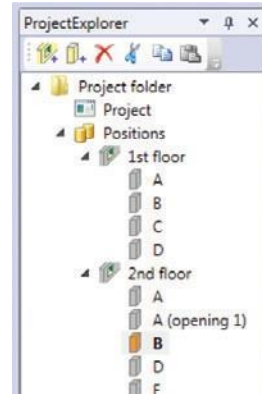 ProjectExplorer
Project folder
Project
Positions
1st floor
A
B
C
D
2nd floor
A
A (opening 1)
B
D